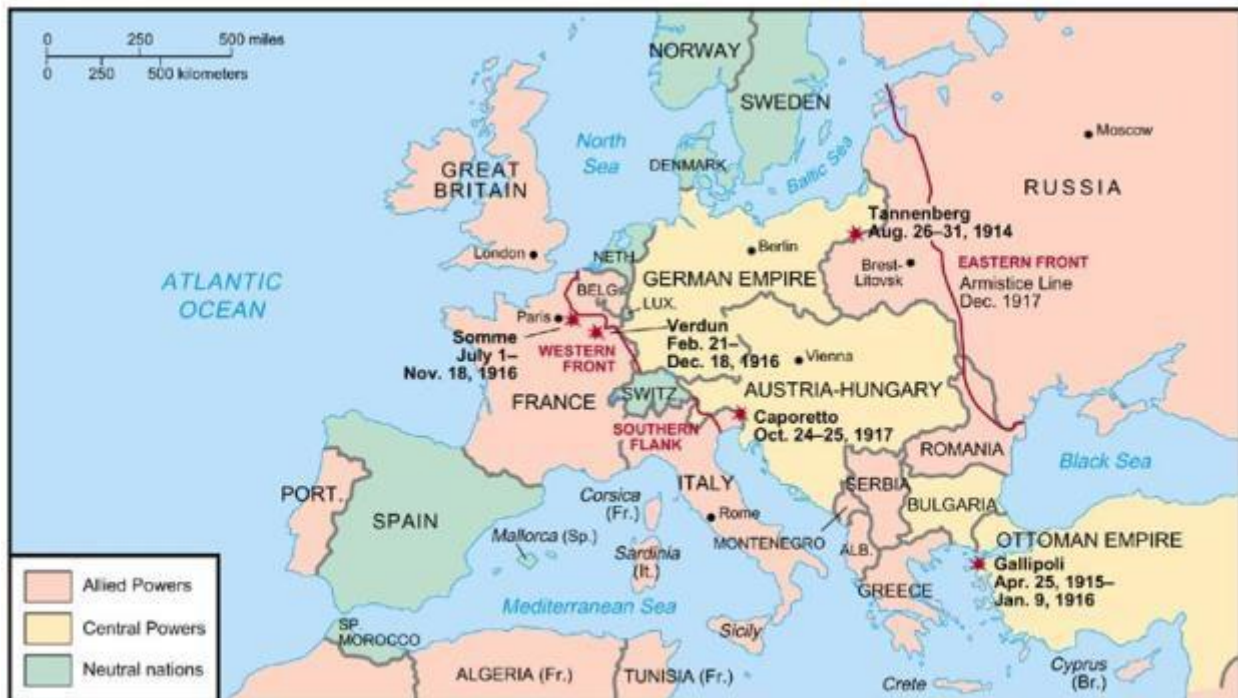 0 250 500 miles
0 250 500 kilometers
NORWAY
SWEDEN
North
Sea
DENMARK
Baltic Sea
Moscow
RUSSIA
GREAT
BRITAIN
London
NETH.
Berlin
GERMAN EMPIRE
Tannenberg
Aug. 26–31, 1914
Brest-
Litovsk
EASTERN FRONT
Armistice Line
Dec. 1917
ATLANTIC
OCEAN
BELG.
LUX.
Paris
Somme
July 1–
Nov. 18, 1916
WESTERN
FRONT
Verdun
Feb. 21–
Dec. 18, 1916
Vienna
AUSTRIA-HUNGARY
FRANCE
SWITZ.
Caporetto
Oct. 24–25, 1917
SOUTHERN
FLANK
ROMANIA
Black Sea
PORT.
SPAIN
Corsica
(Fr.)
ITALY
Rome
SERBIA
BULGARIA
Mallorca (Sp.)
Sardinia
(It.)
MONTENEGRO
ALB.
GREECE
OTTOMAN EMPIRE
Gallipoli
Apr. 25, 1915–
Jan. 9, 1916
Mediterranean Sea
Sicily
SP.
MOROCCO
ALGERIA (Fr.)
TUNISIA (Fr.)
Crete
Cyprus
(Br.)
Allied Powers
Central Powers
Neutral nations